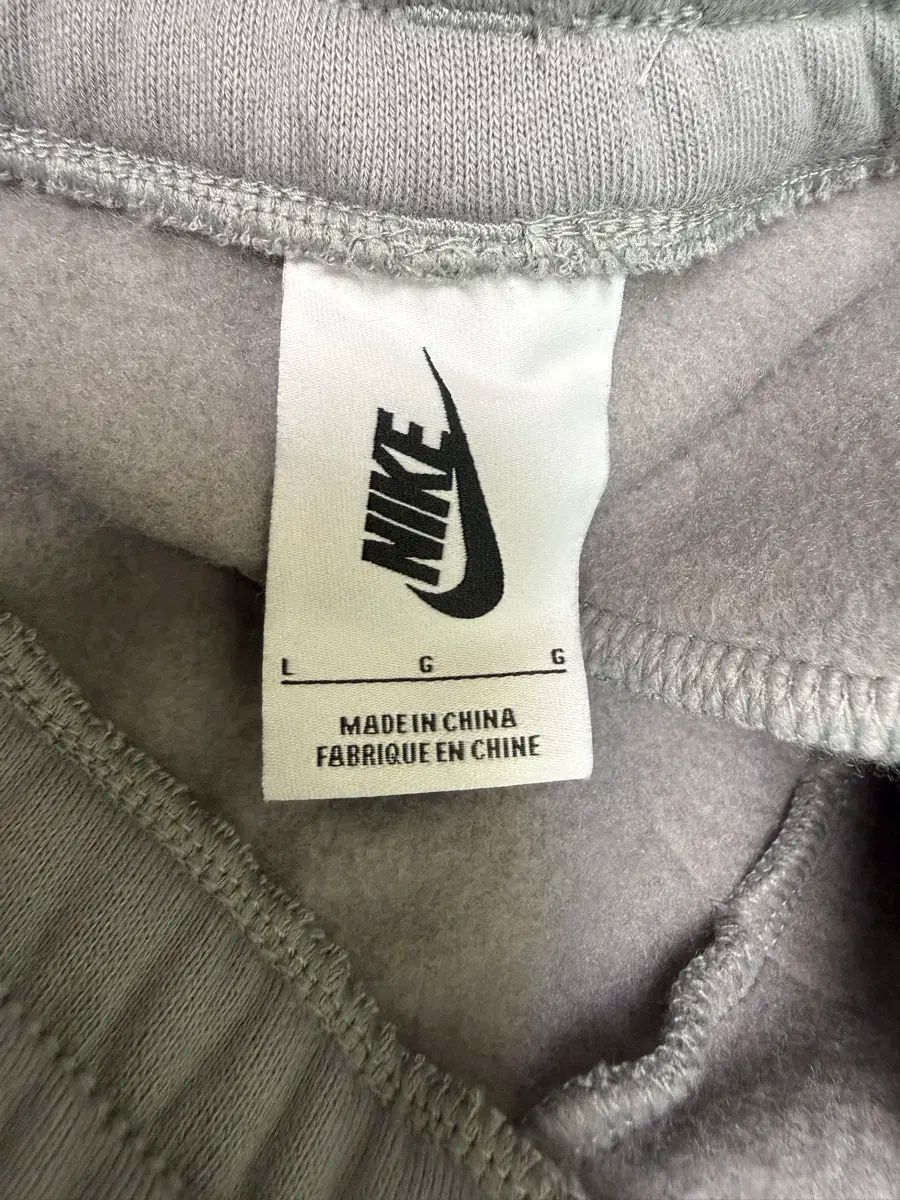 NIKE
L G G
MADE IN CHINA
FABRIQUE EN CHINE